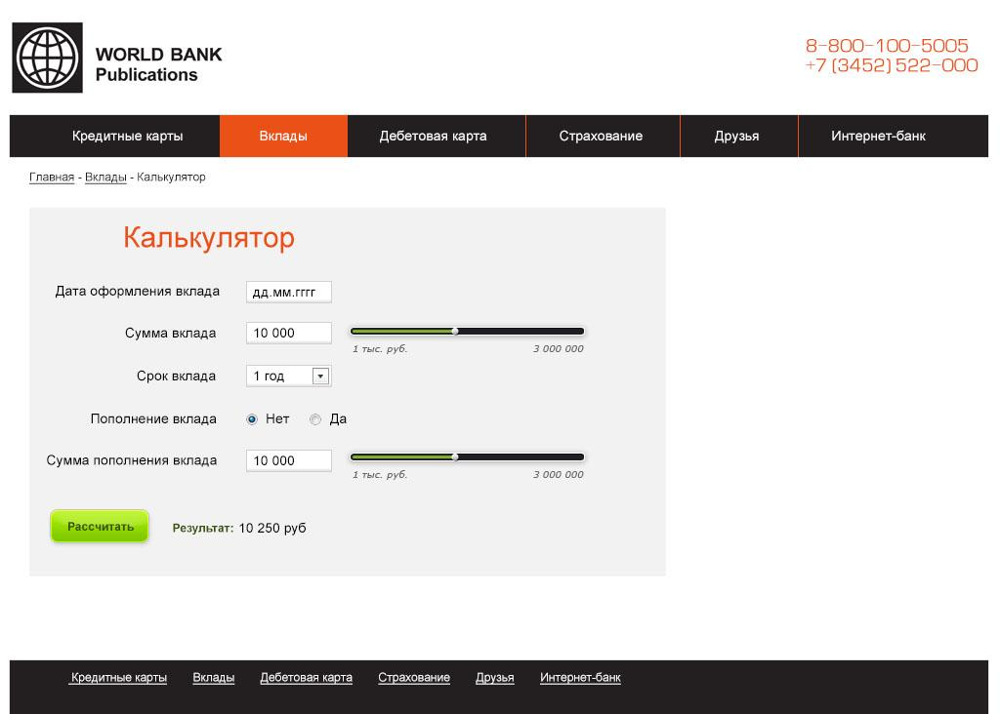 WORLD BANK
Publications
8-800-100-5005
+7 (3452) 522-000
Кредитные карты Вклады Дебетовая карта Страхование Друзья Интернет-банк
Главная - Вклады - Калькулятор
Калькулятор
Дата оформления вклада дд.мм.гггг
Сумма вклада 10 000
1 тыс. руб. 3 000 000
Срок вклада 1 год
Пополнение вклада Нет Да
Сумма пополнения вклада 10 000
1 тыс. руб. 3 000 000
Рассчитать Результат: 10 250 руб
Кредитные карты Вклады Дебетовая карта Страхование Друзья Интернет-банк